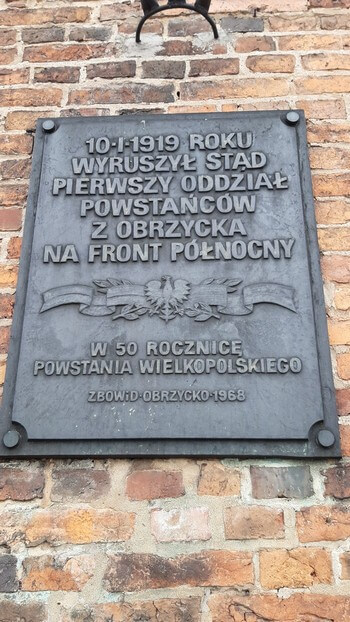 10·I·1919 ROKU
WYRUSZYŁ STĄD
PIERWSZY ODDZIAŁ
POWSTAŃCÓW
Z OBRZYCKA
NA FRONT PÓŁNOCNY
W 50 ROCZNICĘ
POWSTANIA WIELKOPOLSKIEGO
ZBOWiD·OBRZYCKO·1968